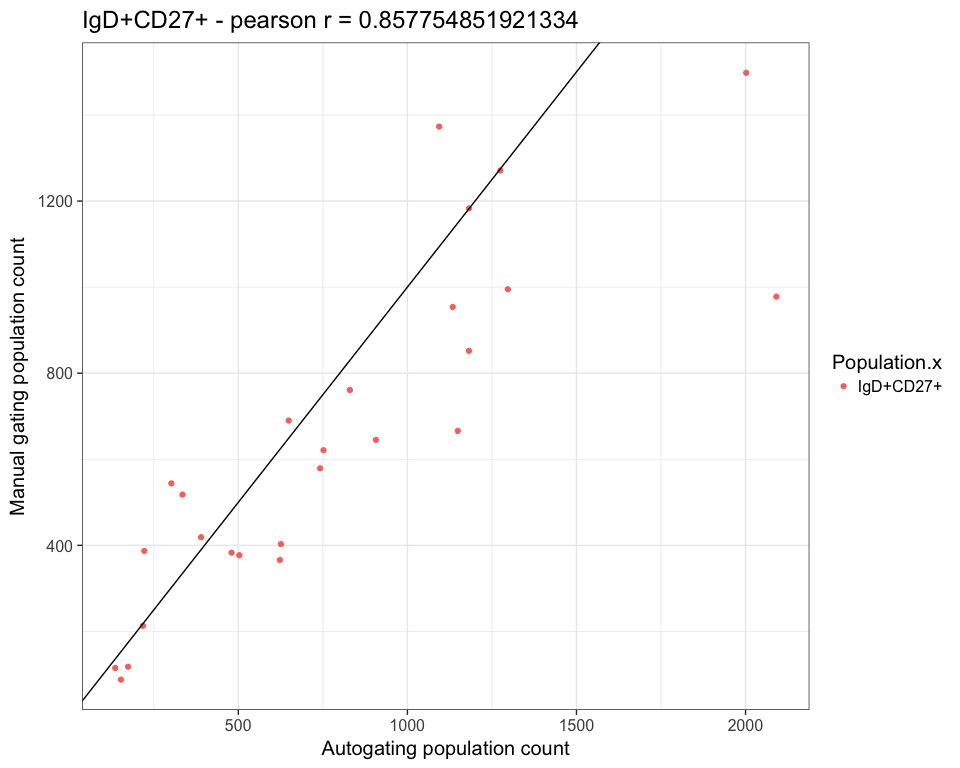 IgD+CD27+ - pearson r = 0.857754851921334
Manual gating population count
1200
800
400
500
1000
1500
2000
Autogating population count
Population.x
IgD+CD27+